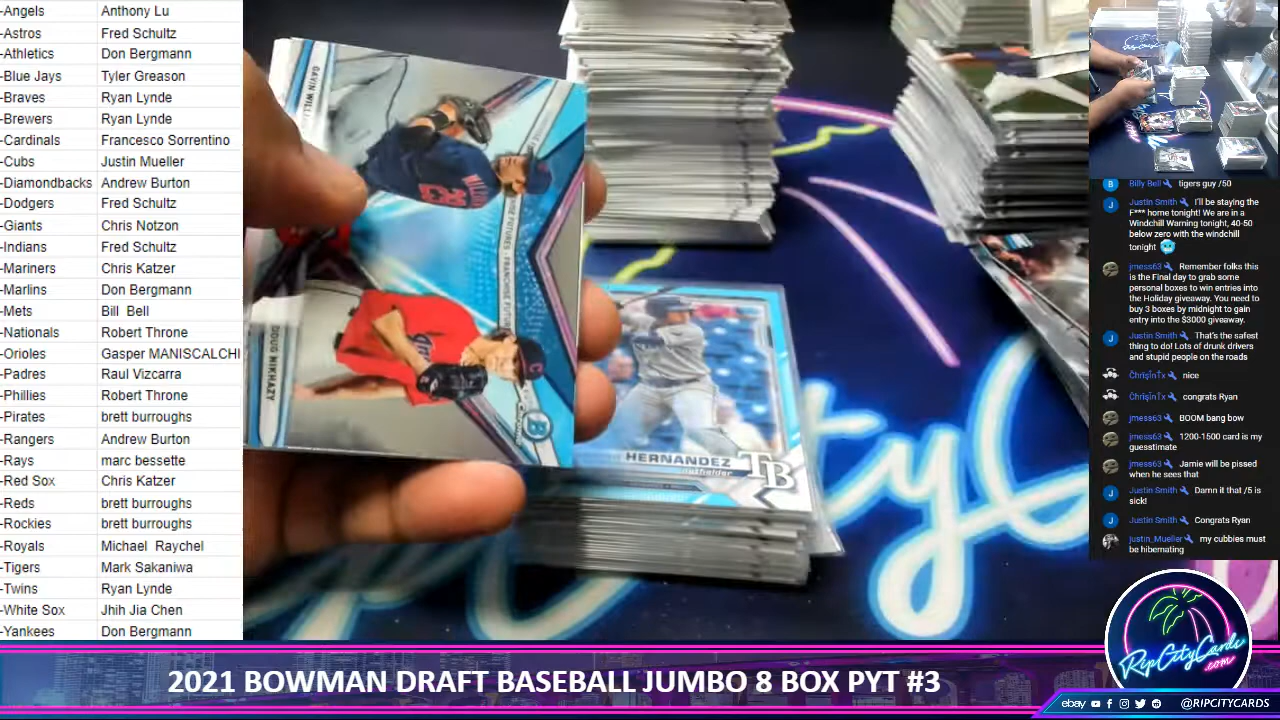 -Angels Anthony Lu
-Astros Fred Schultz
-Athletics Don Bergmann
-Blue Jays Tyler Greason
-Braves Ryan Lynde
-Brewers Ryan Lynde
-Cardinals Francesco Sorrentino
-Cubs Justin Mueller
-Diamondbacks Andrew Burton
-Dodgers Fred Schultz
-Giants Chris Notzon
-Indians Fred Schultz
-Mariners Chris Katzer
-Marlins Don Bergmann
-Mets Bill Bell
-Nationals Robert Throne
-Orioles Gasper MANISCALCHI
-Padres Raul Vizcarra
-Phillies Robert Throne
-Pirates brett burroughs
-Rangers Andrew Burton
-Rays marc bessette
-Red Sox Chris Katzer
-Reds brett burroughs
-Rockies brett burroughs
-Royals Michael Raychel
-Tigers Mark Sakaniwa
-Twins Ryan Lynde
-White Sox Jhih Jia Chen
-Yankees Don Bergmann
GAVIN WILLI
DOUG NIKHAZY
FRANCHISE FUTURES
23
B
HERNANDEZ
outfielder
TB
B Billy Bell tigers guy /50
J Justin Smith I'll be staying the
F*** home tonight! We are in a
Windchill Warning tonight, 40-50
below zero with the windchill
tonight
jmess63 Remember folks this
is the Final day to grab some
personal boxes to win entries into
the Holiday giveaway. You need to
buy 3 boxes by midnight to gain
entry into the $3000 giveaway.
J Justin Smith That's the safest
thing to do! Lots of drunk drivers
and stupid people on the roads
nice
congrats Ryan
jmess63 BOOM bang bow
jmess63 1200-1500 card is my
guesstimate
jmess63 Jamie will be pissed
when he sees that
J Justin Smith Damn it that /5 is
sick!
J Justin Smith Congrats Ryan
justin_Mueller my cubbies must
be hibernating
RipCityCards
.com
2021 BOWMAN DRAFT BASEBALL JUMBO 8 BOX PYT #3
ebay @RIPCITYCARDS